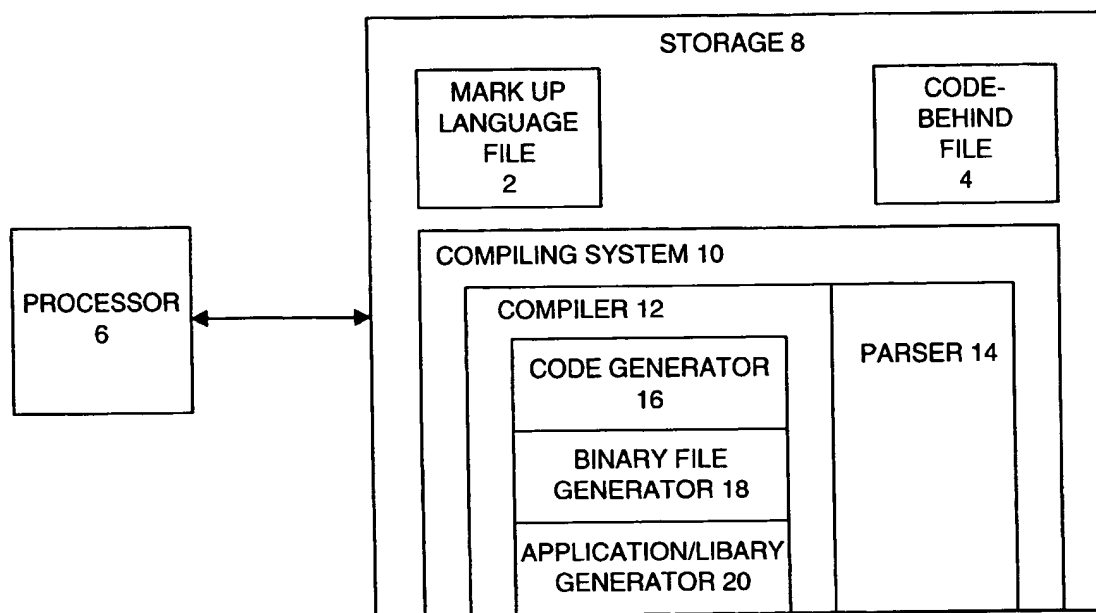 STORAGE 8
MARK UP
LANGUAGE
FILE
2
CODE-
BEHIND
FILE
4
PROCESSOR
6
COMPILING SYSTEM 10
COMPILER 12
PARSER 14
CODE GENERATOR
16
BINARY FILE
GENERATOR 18
APPLICATION/LIBARY
GENERATOR 20